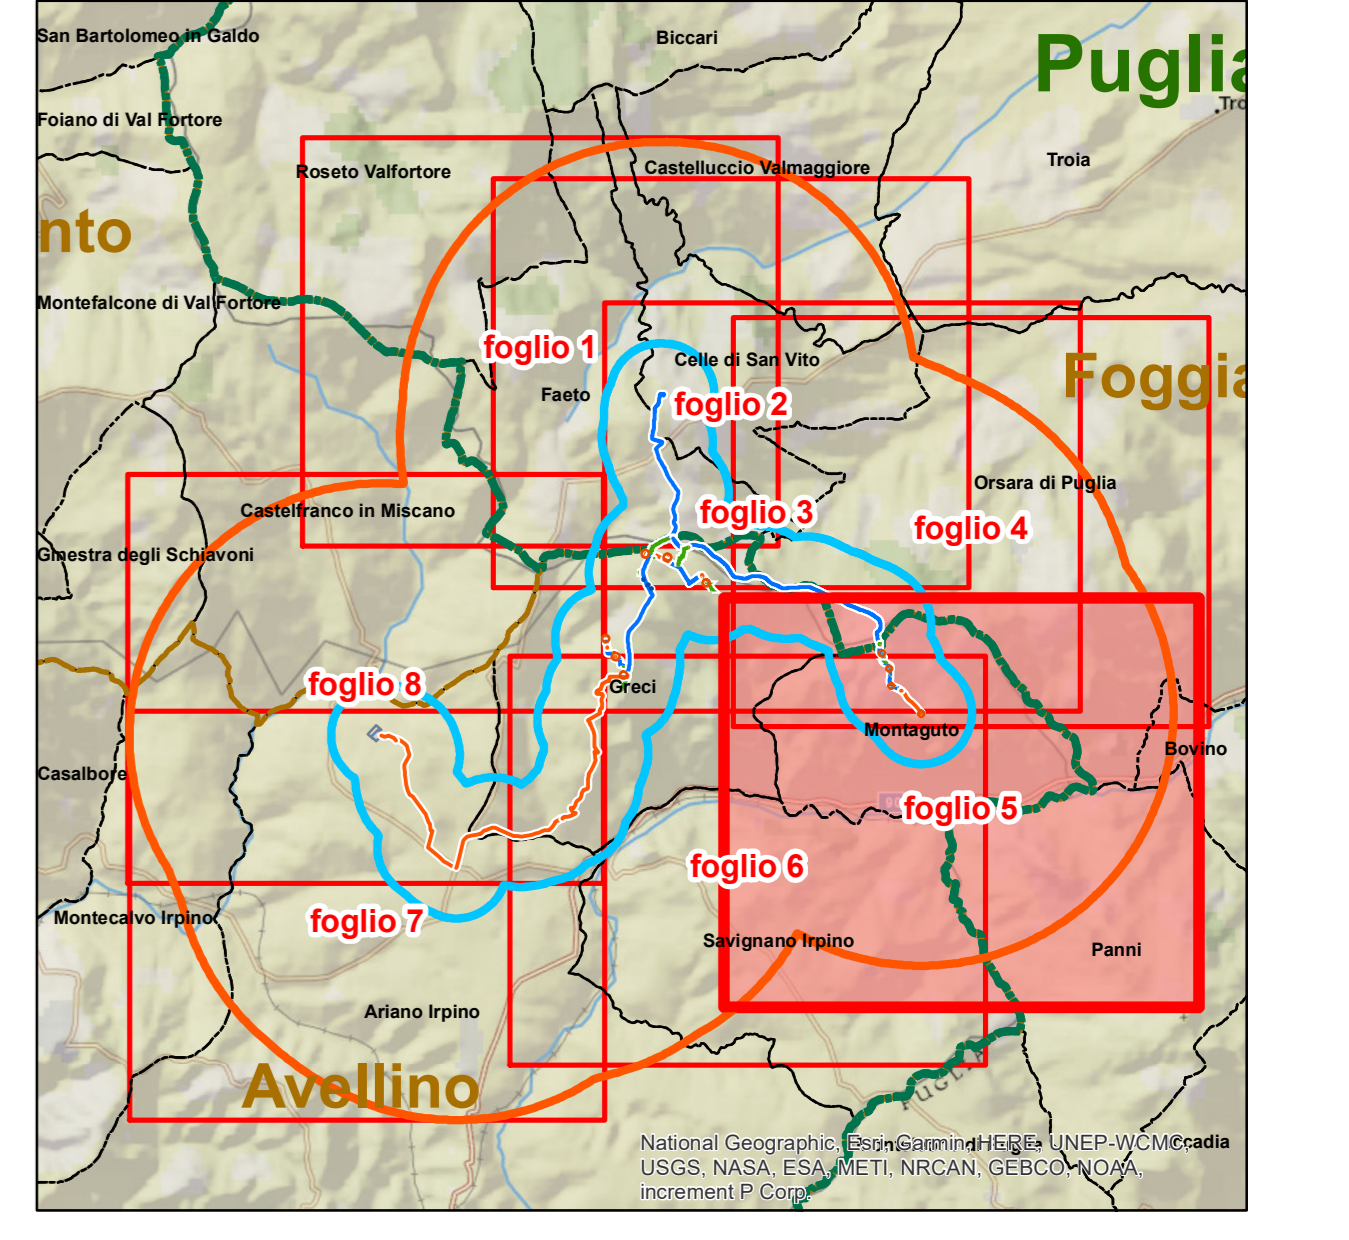 San Bartolomeo in Galdo
Biccari
Puglia
Tro
Foiano di Val Fortore
Troia
Roseto Valfortore
Castelluccio Valmaggiore
nto
Montefalcone di Val Fortore
foglio 1
Celle di San Vito
Foggia
Faeto
foglio 2
Orsara di Puglia
Castelfranco in Miscano
foglio 3
foglio 4
Ginestra degli Schiavoni
foglio 8
Greci
Montaguto
Bovino
Casalbore
foglio 5
foglio 6
Montecalvo Irpino
foglio 7
Savignano Irpino
Panni
Ariano Irpino
Avellino
PUGLIA
National Geographic, Esri, Garmin, HERE, UNEP-WCMC,
USGS, NASA, ESA, METI, NRCAN, GEBCO, NOAA,
increment P Corp.